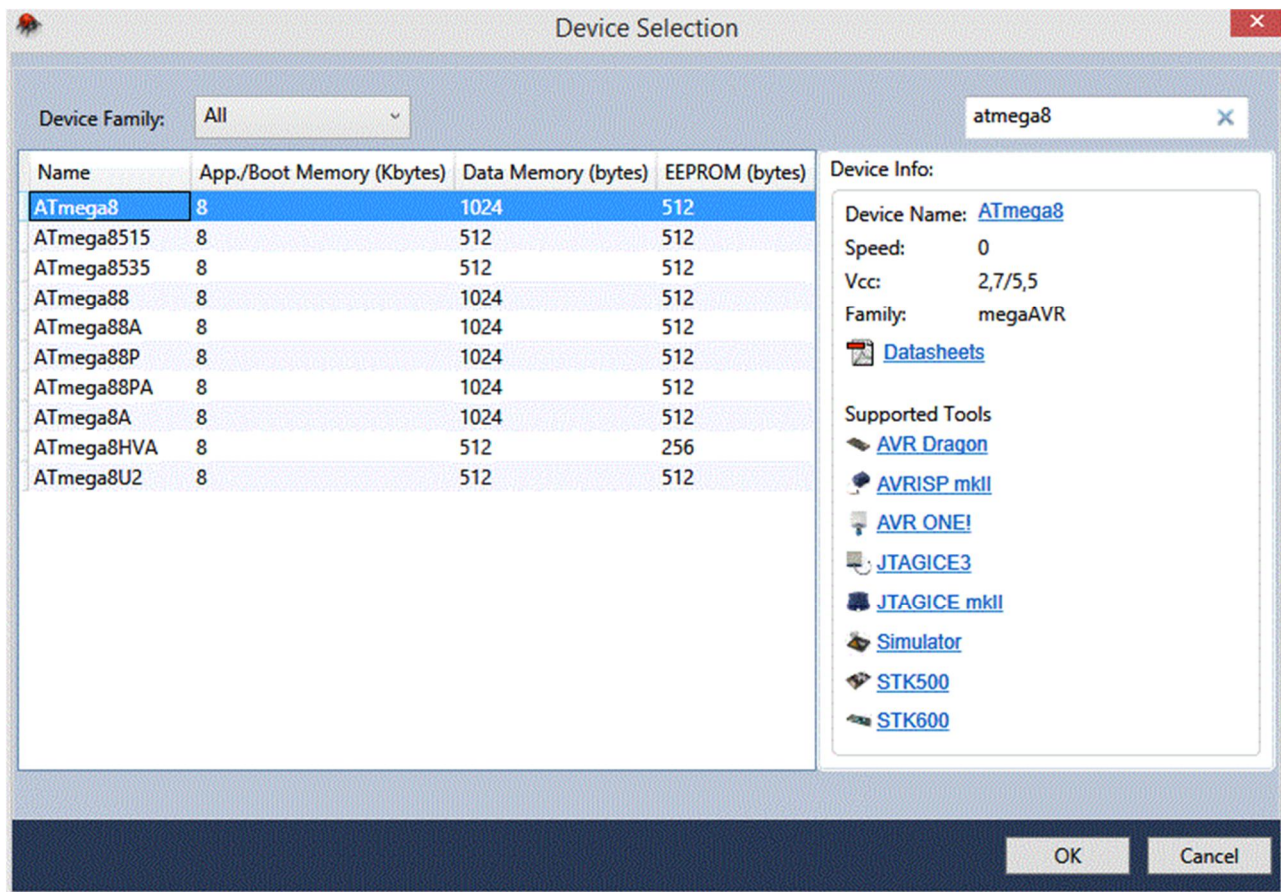 Device Selection
Device Family: All atmega8
Name App./Boot Memory (Kbytes) Data Memory (bytes) EEPROM (bytes)
ATmega8 8 1024 512
ATmega8515 8 512 512
ATmega8535 8 512 512
ATmega88 8 1024 512
ATmega88A 8 1024 512
ATmega88P 8 1024 512
ATmega88PA 8 1024 512
ATmega8A 8 1024 512
ATmega8HVA 8 512 256
ATmega8U2 8 512 512
Device Info:
Device Name: ATmega8
Speed: 0
Vcc: 2,7/5,5
Family: megaAVR
Datasheets
Supported Tools
AVR Dragon
AVRISP mkII
AVR ONE!
JTAGICE3
JTAGICE mkII
Simulator
STK500
STK600
OK Cancel